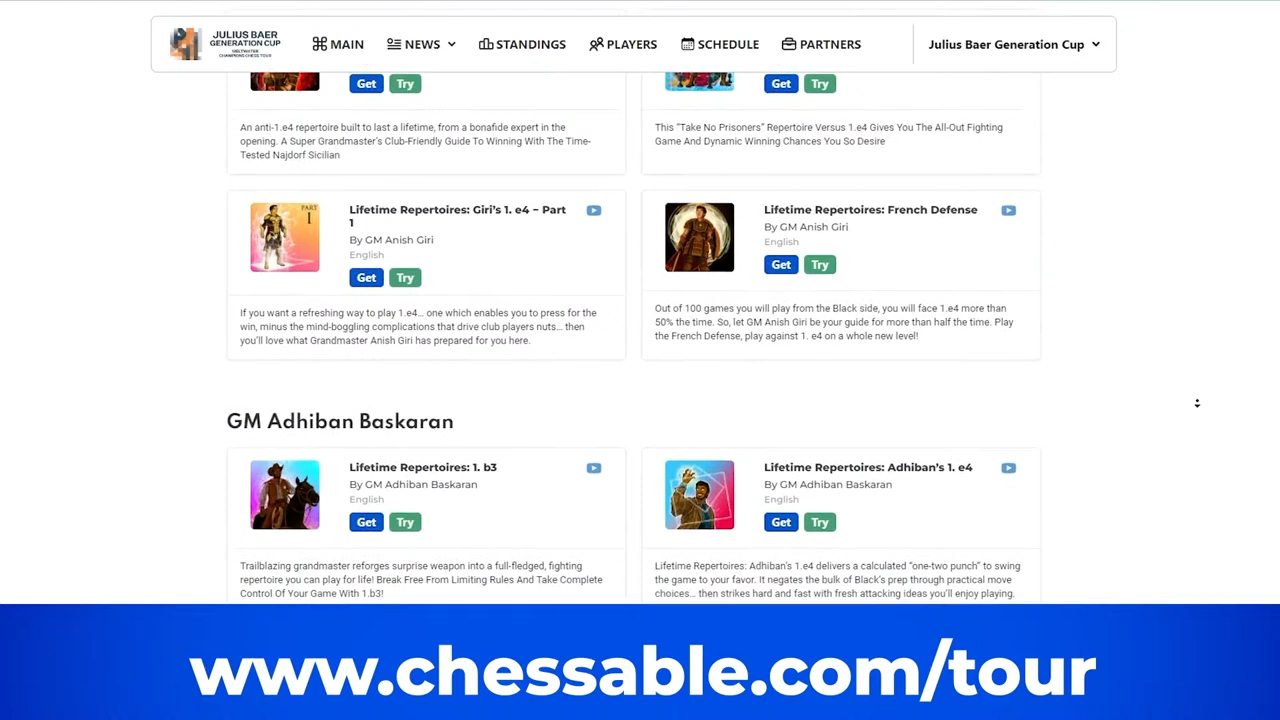 JULIUS BAER
GENERATION CUP
MELTWATER
CHAMPIONS CHESS TOUR
MAIN
NEWS
STANDINGS
PLAYERS
SCHEDULE
PARTNERS
Julius Baer Generation Cup
Get Try
An anti-1.e4 repertoire built to last a lifetime, from a bonafide expert in the
opening. A Super Grandmaster's Club-Friendly Guide To Winning With The Time-
Tested Najdorf Sicilian
Get Try
This “Take No Prisoners” Repertoire Versus 1.e4 Gives You The All-Out Fighting
Game And Dynamic Winning Chances You So Desire
PART
I
Lifetime Repertoires: Giri’s 1. e4 – Part
1
By GM Anish Giri
English
Get Try
If you want a refreshing way to play 1.e4... one which enables you to press for the
win, minus the mind-boggling complications that drive club players nuts... then
you'll love what Grandmaster Anish Giri has prepared for you here.
Lifetime Repertoires: French Defense
By GM Anish Giri
English
Get Try
Out of 100 games you will play from the Black side, you will face 1.e4 more than
50% the time. So, let GM Anish Giri be your guide for more than half the time. Play
the French Defense, play against 1. e4 on a whole new level!
GM Adhiban Baskaran
Lifetime Repertoires: 1. b3
By GM Adhiban Baskaran
English
Get Try
Trailblazing grandmaster reforges surprise weapon into a full-fledged, fighting
repertoire you can play for life! Break Free From Limiting Rules And Take Complete
Control Of Your Game With 1.b3!
Lifetime Repertoires: Adhiban's 1. e4
By GM Adhiban Baskaran
English
Get Try
Lifetime Repertoires: Adhiban's 1.e4 delivers a calculated “one-two punch” to swing
the game to your favor. It negates the bulk of Black's prep through practical move
choices... then strikes hard and fast with fresh attacking ideas you'll enjoy playing.
www.chessable.com/tour